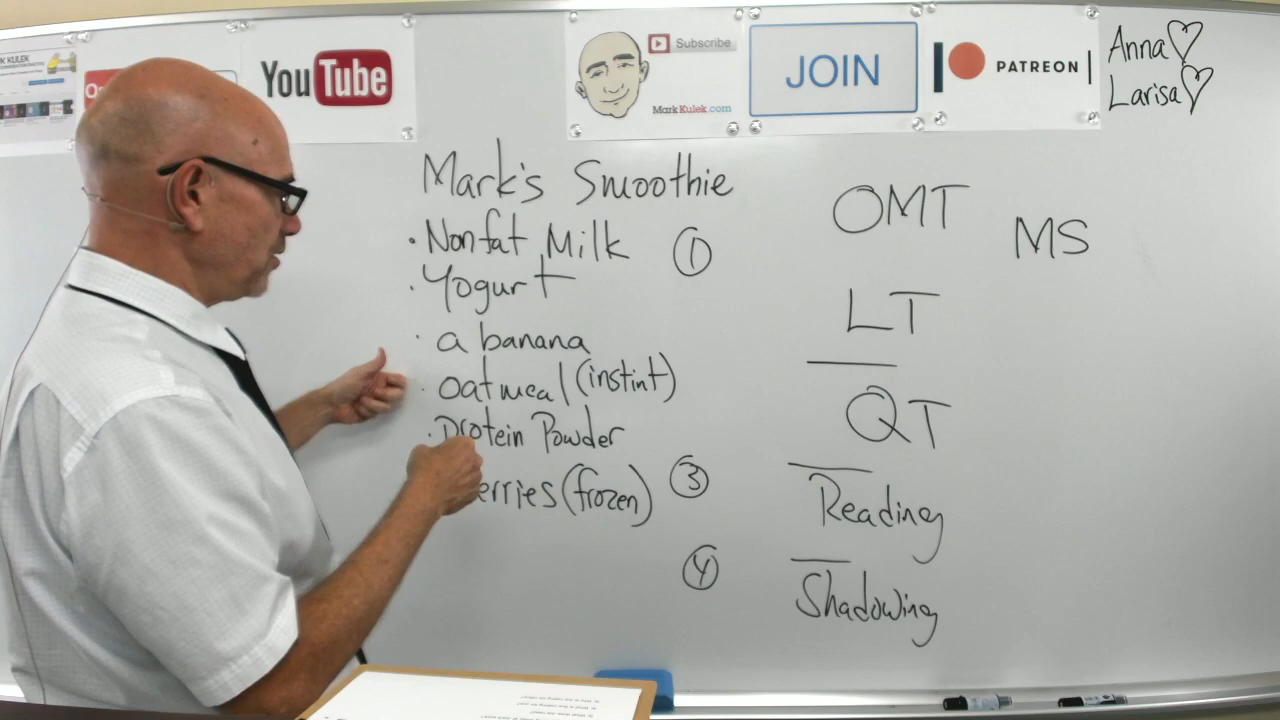 YouTube
Subscribe
MarkKulek.com
JOIN
PATREON
Anna
Larisa
Mark's Smoothie
• Nonfat Milk ①
• Yogurt
• a banana
• oatmeal (instint)
• Protein Powder
erries (frozen) ③
④
OMT
MS
LT
QT
Reading
Shadowing